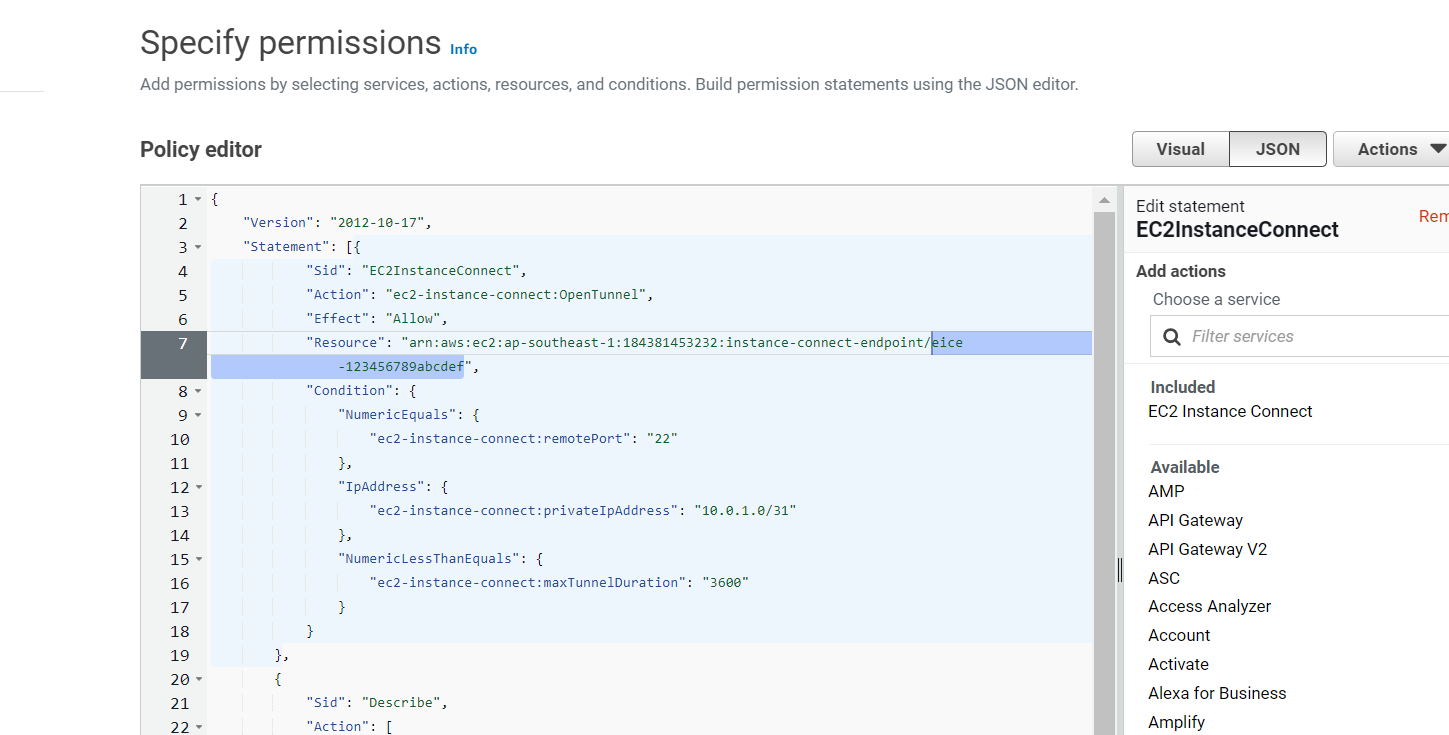 Specify permissions Info
Add permissions by selecting services, actions, resources, and conditions. Build permission statements using the JSON editor.
Policy editor
Visual
JSON
Actions
1 {
2 "Version": "2012-10-17",
3 "Statement": [{
4 "Sid": "EC2InstanceConnect",
5 "Action": "ec2-instance-connect:OpenTunnel",
6 "Effect": "Allow",
7 "Resource": "arn:aws:ec2:ap-southeast-1:184381453232:instance-connect-endpoint/eice
-123456789abcdef",
8 "Condition": {
9 "NumericEquals": {
10 "ec2-instance-connect:remotePort": "22"
11 },
12 "IpAddress": {
13 "ec2-instance-connect:privateIpAddress": "10.0.1.0/31"
14 },
15 "NumericLessThanEquals": {
16 "ec2-instance-connect:maxTunnelDuration": "3600"
17 }
18 }
19 },
20 {
21 "Sid": "Describe",
22 "Action": [
Edit statement
Rem
EC2InstanceConnect
Add actions
Choose a service
Filter services
Included
EC2 Instance Connect
Available
AMP
API Gateway
API Gateway V2
ASC
Access Analyzer
Account
Activate
Alexa for Business
Amplify